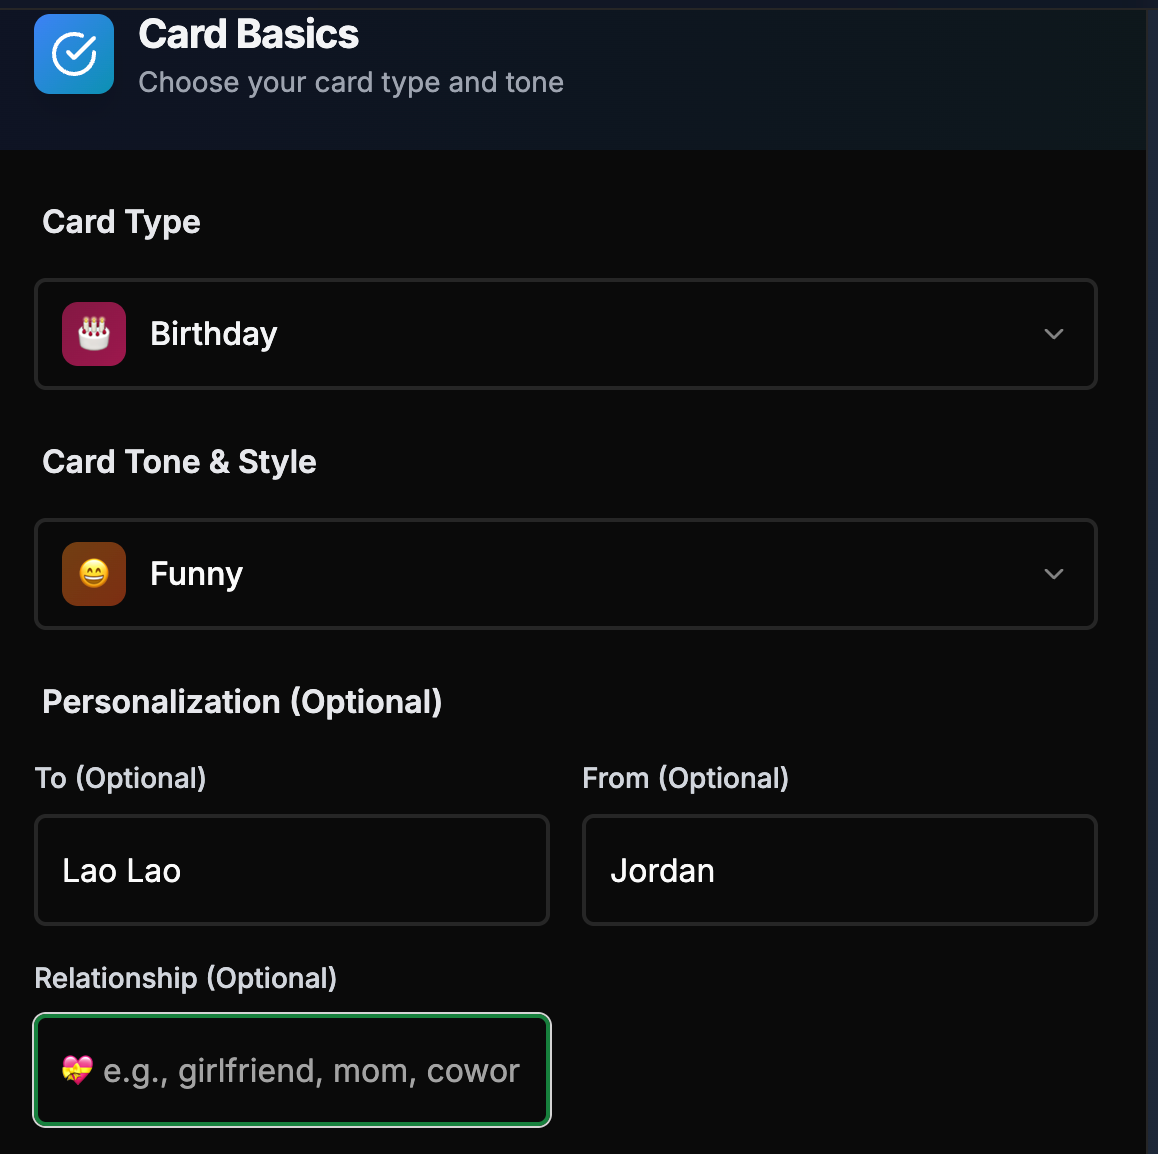 Card Basics
Choose your card type and tone
Card Type
Birthday
Card Tone & Style
Funny
Personalization (Optional)
To (Optional)
From (Optional)
Lao Lao
Jordan
Relationship (Optional)
💝 e.g., girlfriend, mom, cowor